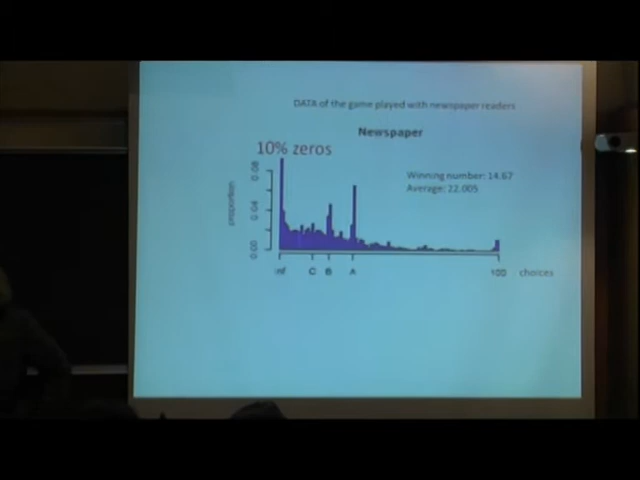 DATA of the game played with newspaper readers
Newspaper
10% zeros
Winning number: 14.67
Average: 22.005
proportion
0.08
0.04
0.00
inf
C
B
A
100
choices